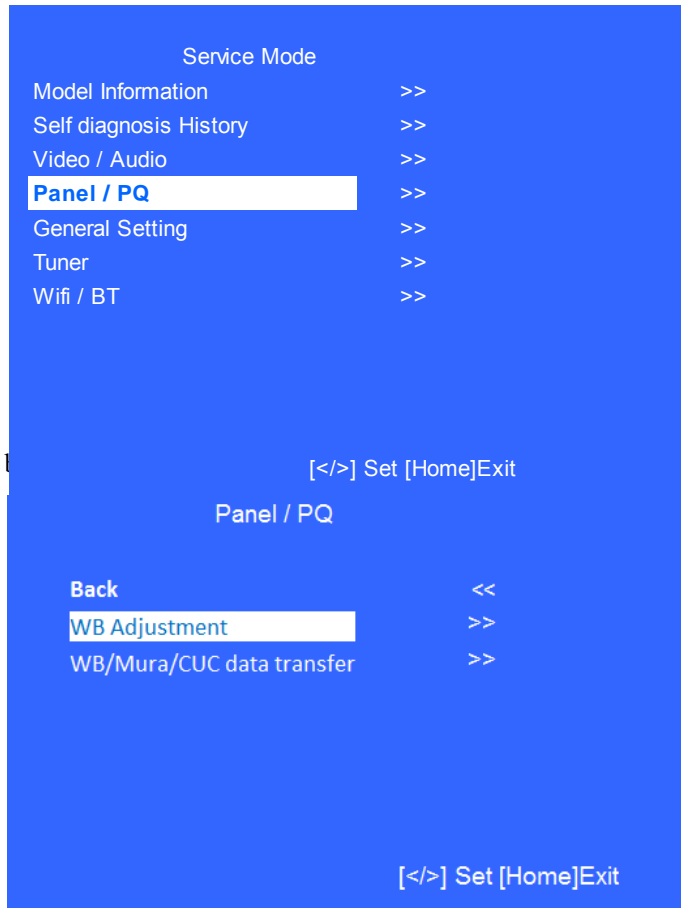 Service Mode
Model Information >>
Self diagnosis History >>
Video / Audio >>
Panel / PQ >>
General Setting >>
Tuner >>
Wifi / BT >>
[</>] Set [Home]Exit
Panel / PQ
Back <<
WB Adjustment >>
WB/Mura/CUC data transfer >>
[</>] Set [Home]Exit